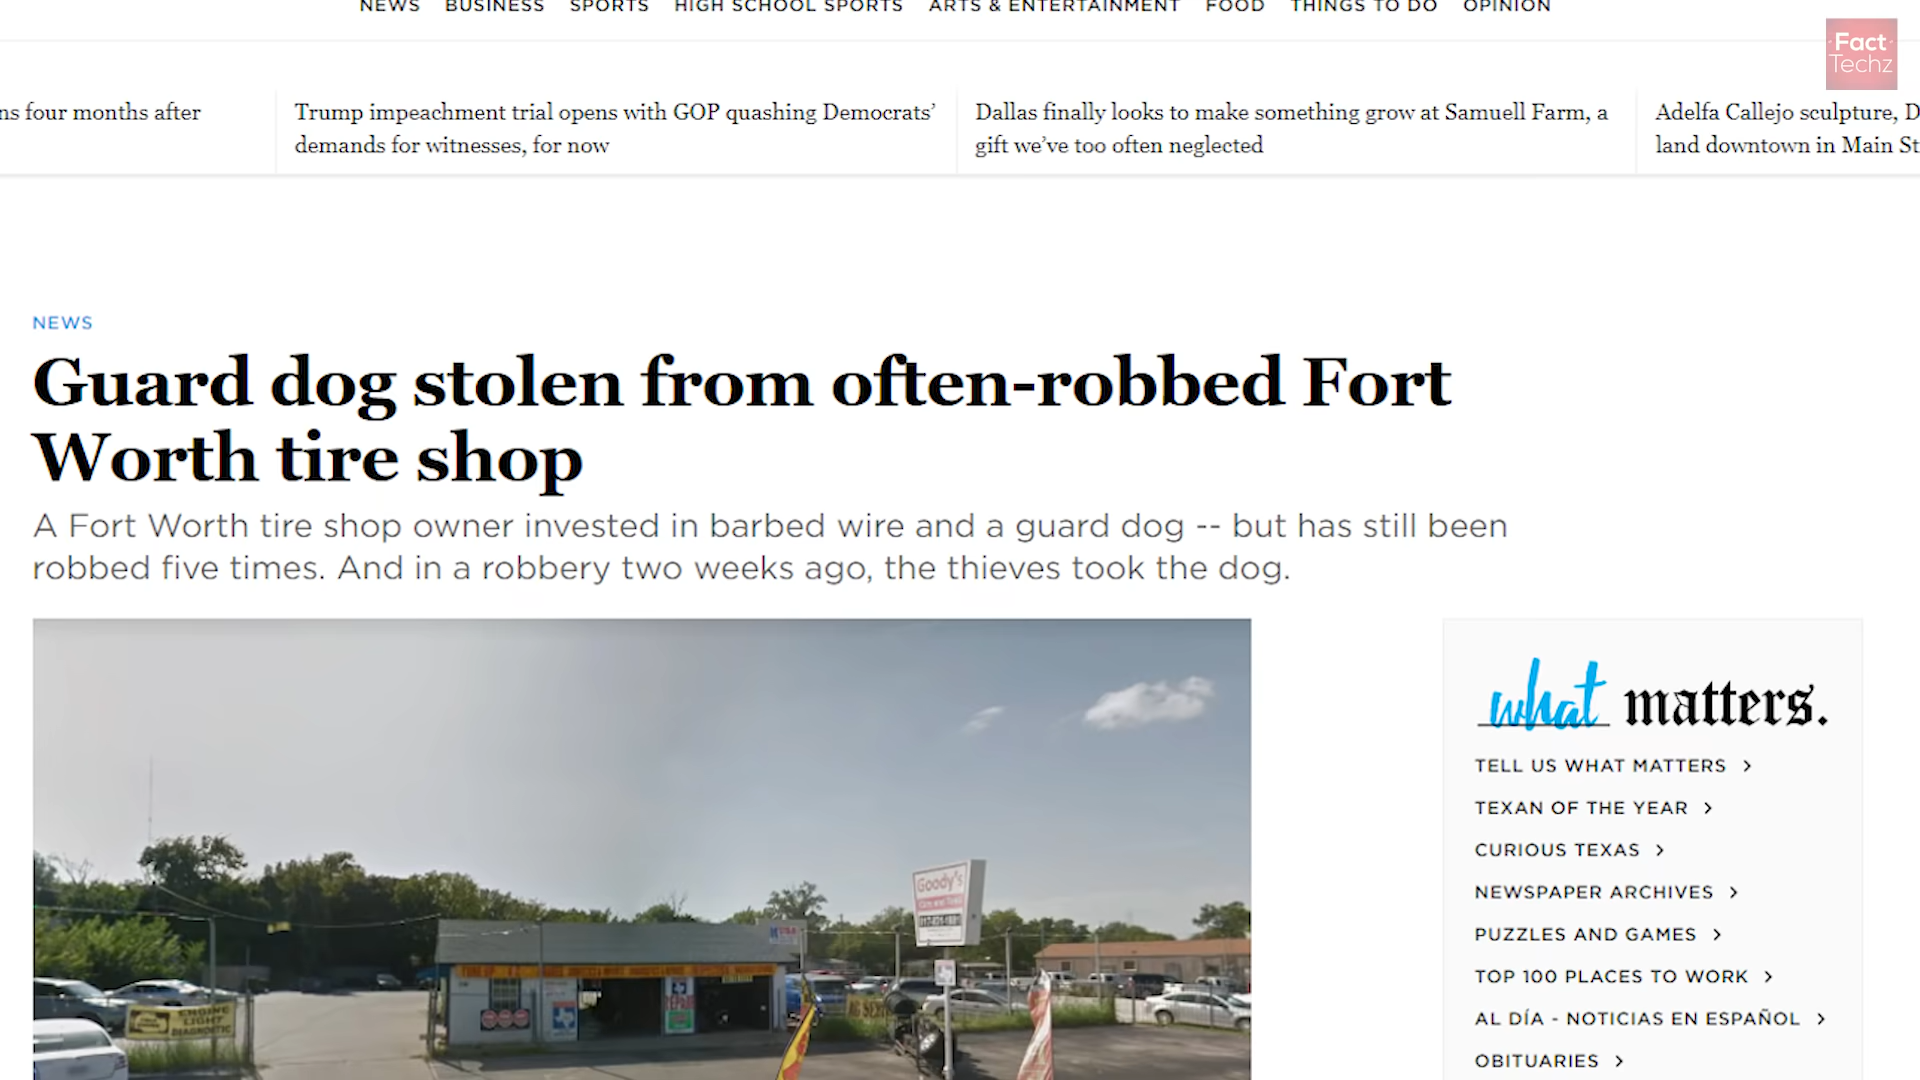 NEWS BUSINESS SPORTS HIGH SCHOOL SPORTS ARTS & ENTERTAINMENT FOOD THINGS TO DO OPINION
Fact
Techz
ns four months after
Trump impeachment trial opens with GOP quashing Democrats’
demands for witnesses, for now
Dallas finally looks to make something grow at Samuell Farm, a
gift we’ve too often neglected
Adelfa Callejo sculpture, D
land downtown in Main St
NEWS
Guard dog stolen from often-robbed Fort
Worth tire shop
A Fort Worth tire shop owner invested in barbed wire and a guard dog -- but has still been
robbed five times. And in a robbery two weeks ago, the thieves took the dog.
Goody's
ENGINE
LIGHT
DIAGNOSTIC
REPAIR
what matters.
TELL US WHAT MATTERS
TEXAN OF THE YEAR
CURIOUS TEXAS
NEWSPAPER ARCHIVES
PUZZLES AND GAMES
TOP 100 PLACES TO WORK
AL DÍA - NOTICIAS EN ESPAÑOL
OBITUARIES